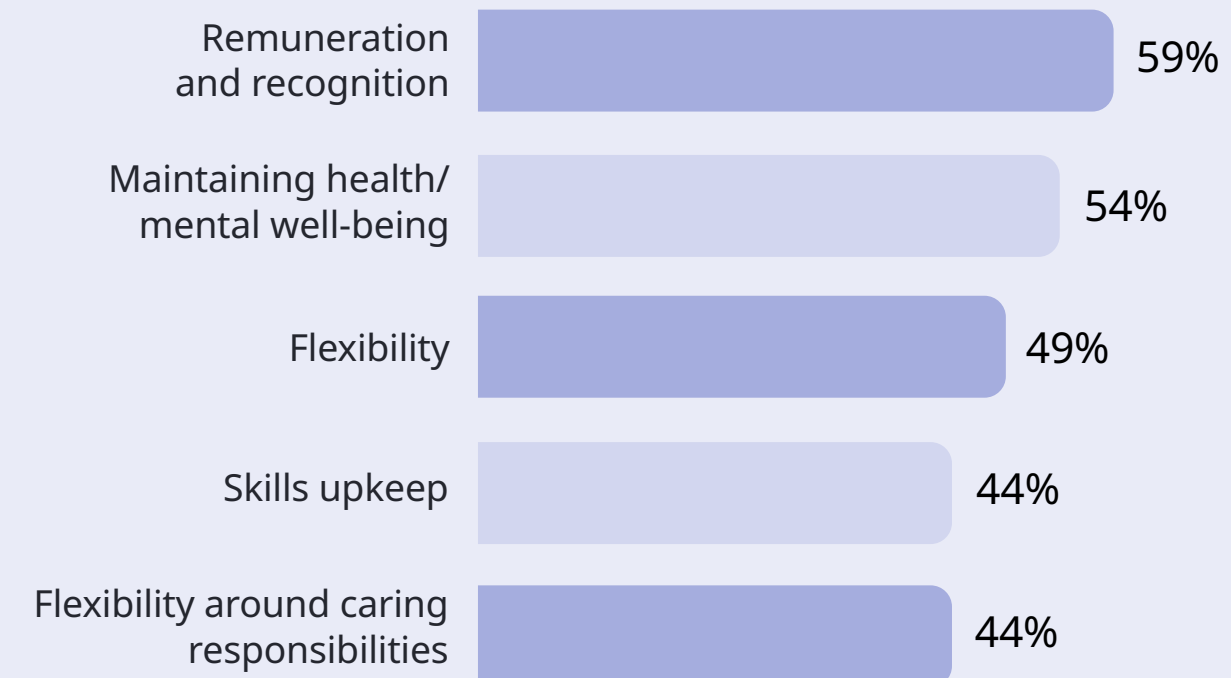 Remuneration
and recognition
59%
Maintaining health/
mental well-being
54%
Flexibility
49%
Skills upkeep
44%
Flexibility around caring
responsibilities
44%